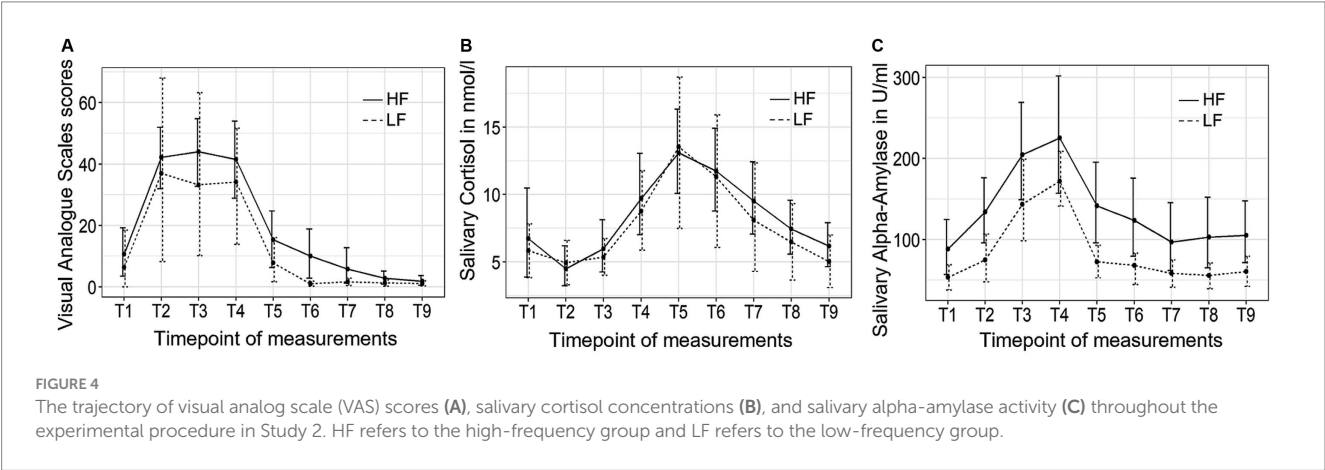 A
Visual Analogue Scales scores
60
40
20
0
HF
LF
T1 T2 T3 T4 T5 T6 T7 T8 T9
Timepoint of measurements
B
Salivary Cortisol in nmol/l
15
10
5
HF
LF
T1 T2 T3 T4 T5 T6 T7 T8 T9
Timepoint of measurements
C
Salivary Alpha-Amylase in U/ml
300
200
100
HF
LF
T1 T2 T3 T4 T5 T6 T7 T8 T9
Timepoint of measurements
FIGURE 4
The trajectory of visual analog scale (VAS) scores (A), salivary cortisol concentrations (B), and salivary alpha-amylase activity (C) throughout the
experimental procedure in Study 2. HF refers to the high-frequency group and LF refers to the low-frequency group.